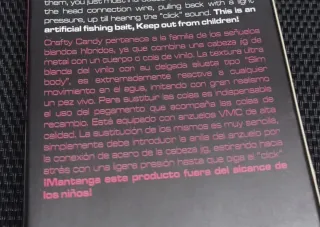 them, you just must
the head connection wire, pulling back with a light
pressure, up till hearing the "click" sound. This is an
artificial fishing bait, Keep out from children!
Crafty Candy pertenece a la familia de los señuelos
blandos híbridos, ya que combina una cabeza jig de
metal con un cuerpo o cola de vinilo. La textura ultra
blanda del vinilo con su delgada silueta tipo "Slim
body", es extremadamente reactiva a cualquier
movimiento en el agua, imitando con gran realismo
un pez vivo. Para sustituir las colas es indispensable
el uso del pegamento que acompaña las colas de
recambio. Está equipado con anzuelos VMC de alta
calidad. La sustitución de los mismos es muy sencilla,
simplemente debe introducir la anilla del anzuelo por
la conexión de acero de la cabeza jig, estirando hacia
atrás con una ligera presión hasta que oiga el "click".
¡Mantenga este producto fuera del alcance de
los niños!